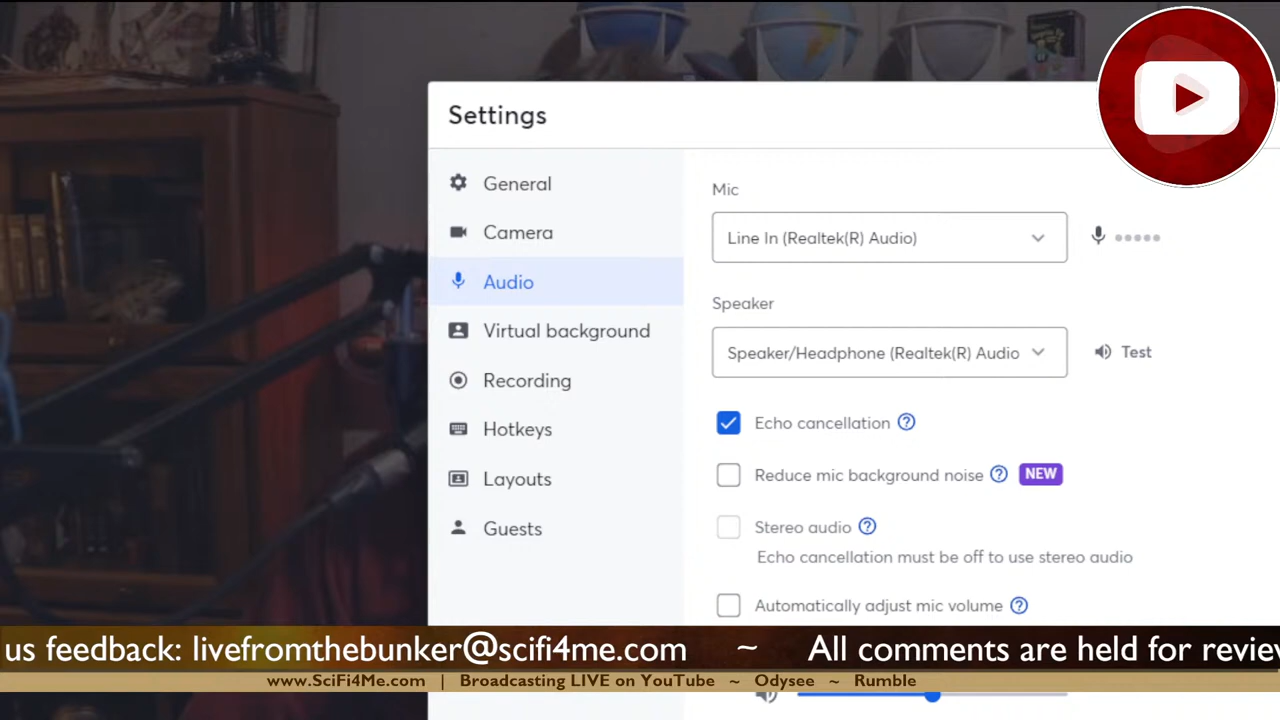 Settings
General
Camera
Audio
Virtual background
Recording
Hotkeys
Layouts
Guests
Mic
Line In (Realtek(R) Audio)
Speaker
Speaker/Headphone (Realtek(R) Audio
Test
Echo cancellation
Reduce mic background noise NEW
Stereo audio
Echo cancellation must be off to use stereo audio
Automatically adjust mic volume
us feedback: livefromthebunker@scifi4me.com ~ All comments are held for review
www.SciFi4Me.com | Broadcasting LIVE on YouTube ~ Odysee ~ Rumble